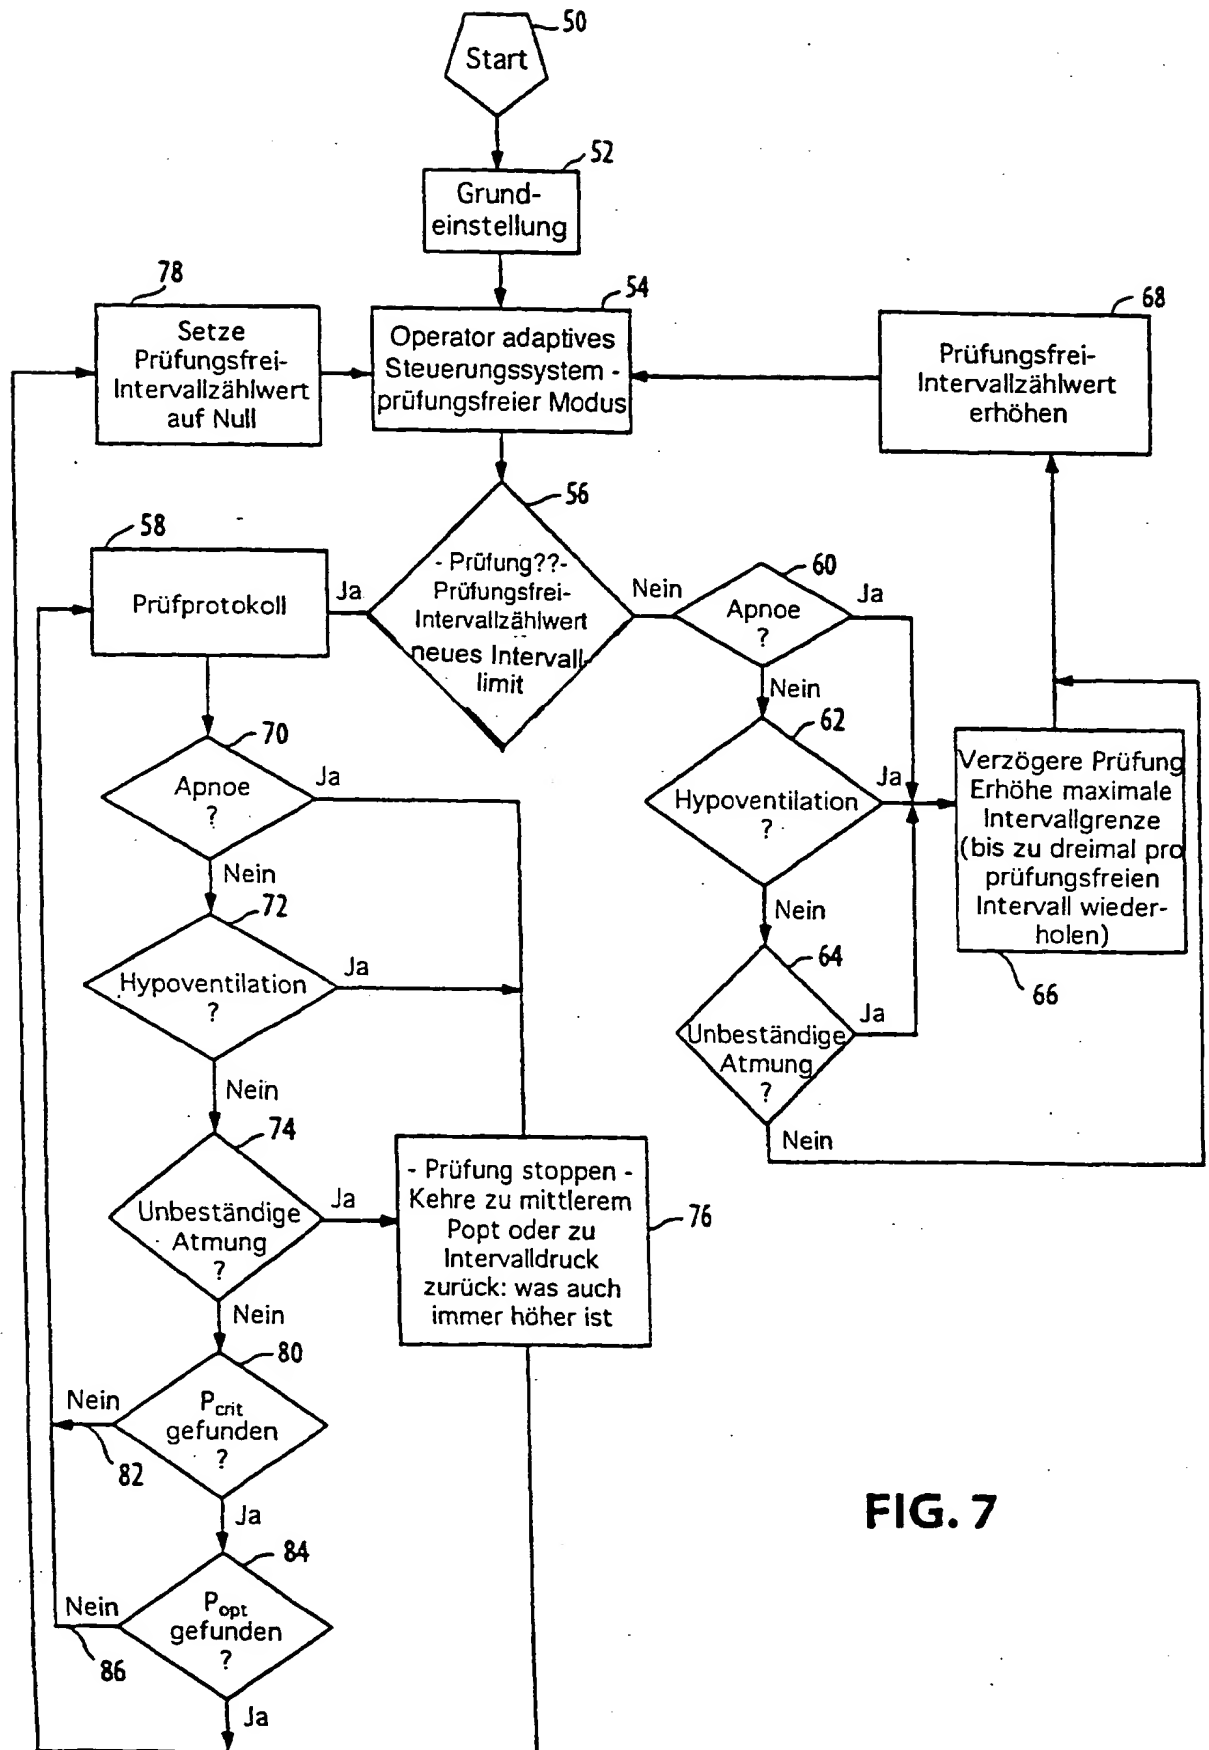 50
Start
52
Grund-
einstellung
78
Setze
Prüfungsfrei-
Intervallzählwert
auf Null
54
Operator adaptives
Steuerungssystem -
prüfungsfreier Modus
68
Prüfungsfrei-
Intervallzählwert
erhöhen
56
- Prüfung??-
Prüfungsfrei-
Intervallzählwert
neues Intervall-
limit
58
Prüfprotokoll
Ja
Nein
60
Apnoe
?
Ja
Nein
62
Hypoventilation
?
Ja
Nein
64
Unbeständige
Atmung
?
Ja
Nein
Verzögere Prüfung
Erhöhe maximale
Intervallgrenze
(bis zu dreimal pro
prüfungsfreien
Intervall wieder-
holen)
66
70
Apnoe
?
Ja
Nein
72
Hypoventilation
?
Ja
Nein
74
Unbeständige
Atmung
?
Ja
Nein
- Prüfung stoppen -
Kehre zu mittlerem
Popt oder zu
Intervalldruck
zurück: was auch
immer höher ist
76
80
Pcrit
gefunden
?
Nein
82
Ja
84
Popt
gefunden
?
Nein
86
Ja
FIG. 7